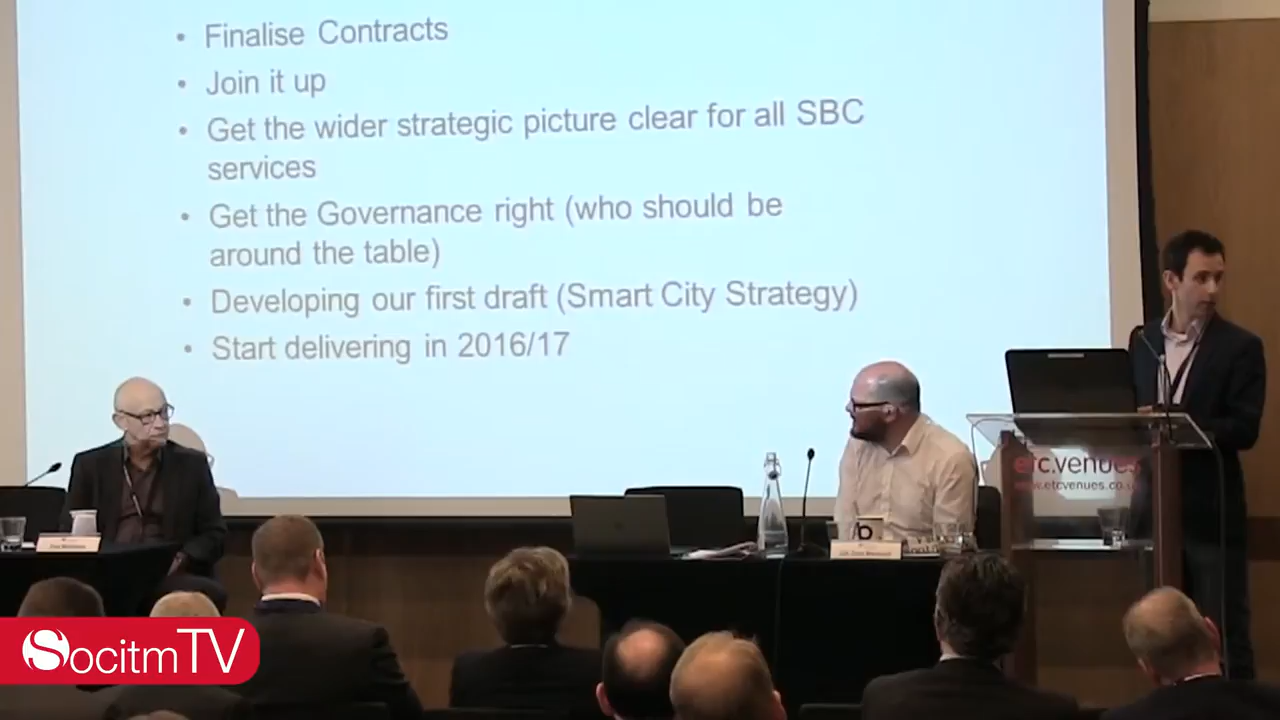 • Finalise Contracts
• Join it up
• Get the wider strategic picture clear for all SBC
services
• Get the Governance right (who should be
around the table)
• Developing our first draft (Smart City Strategy)
• Start delivering in 2016/17
etc.venues
www.etcvenues.co.u
SocitmTV